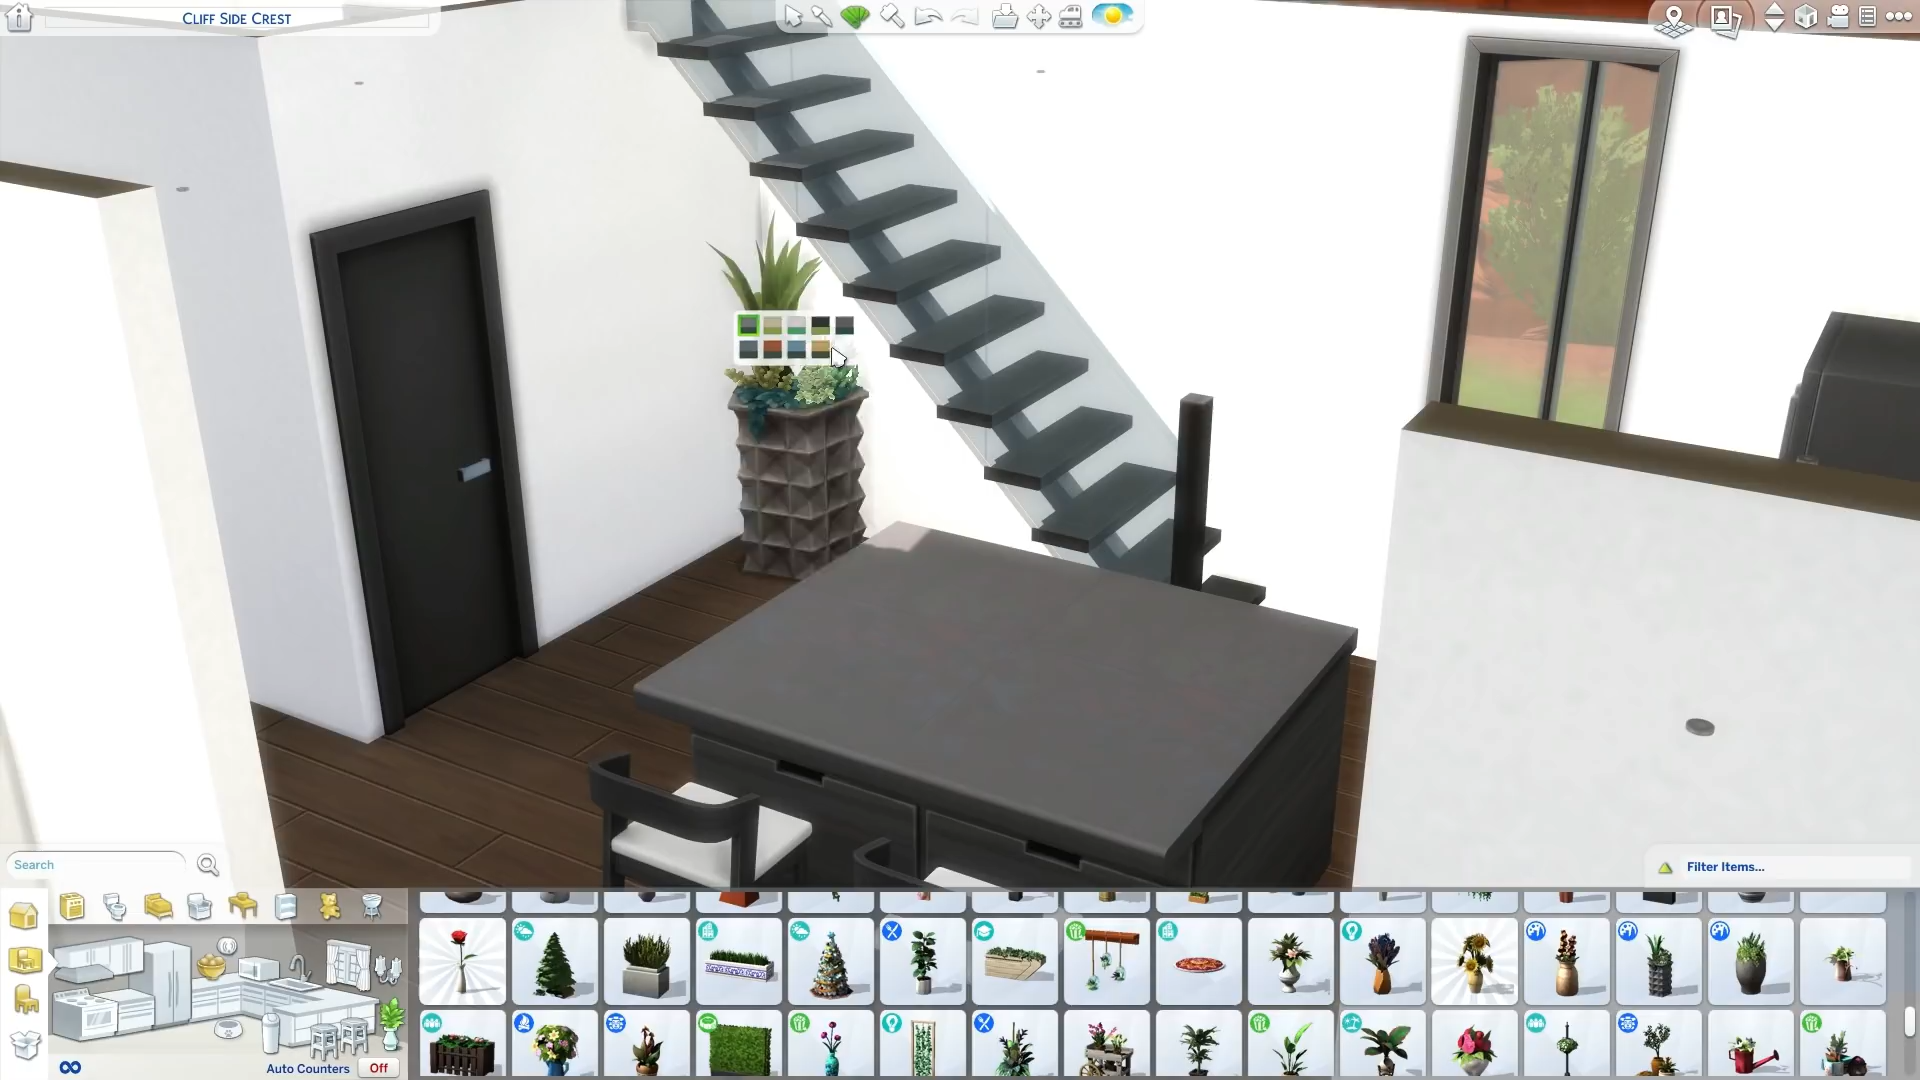 CLIFF SIDE CREST
Search
Filter Items...
Auto Counters
Off